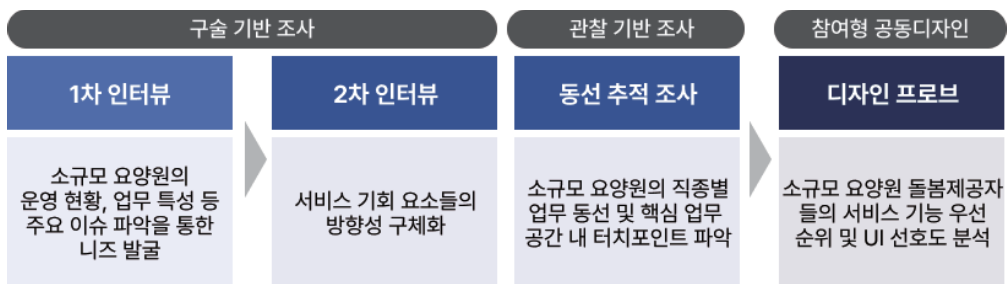 구술 기반 조사
관찰 기반 조사
참여형 공동디자인
1차 인터뷰
2차 인터뷰
동선 추적 조사
디자인 프로브
소규모 요양원의
운영 현황, 업무 특성 등
주요 이슈 파악을 통한
니즈 발굴
서비스 기회 요소들의
방향성 구체화
소규모 요양원의 직종별
업무 동선 및 핵심 업무
공간 내 터치포인트 파악
소규모 요양원 돌봄제공자
들의 서비스 기능 우선
순위 및 UI 선호도 분석